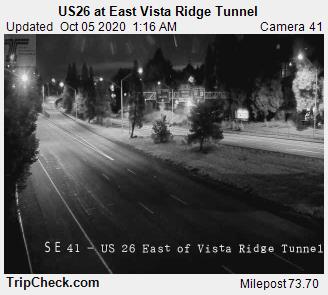 US26 at East Vista Ridge Tunnel
Updated Oct 05 2020 1:16 AM Camera 41
SE 41 - US 26 East of Vista Ridge Tunnel
TripCheck.com Milepost 73.70